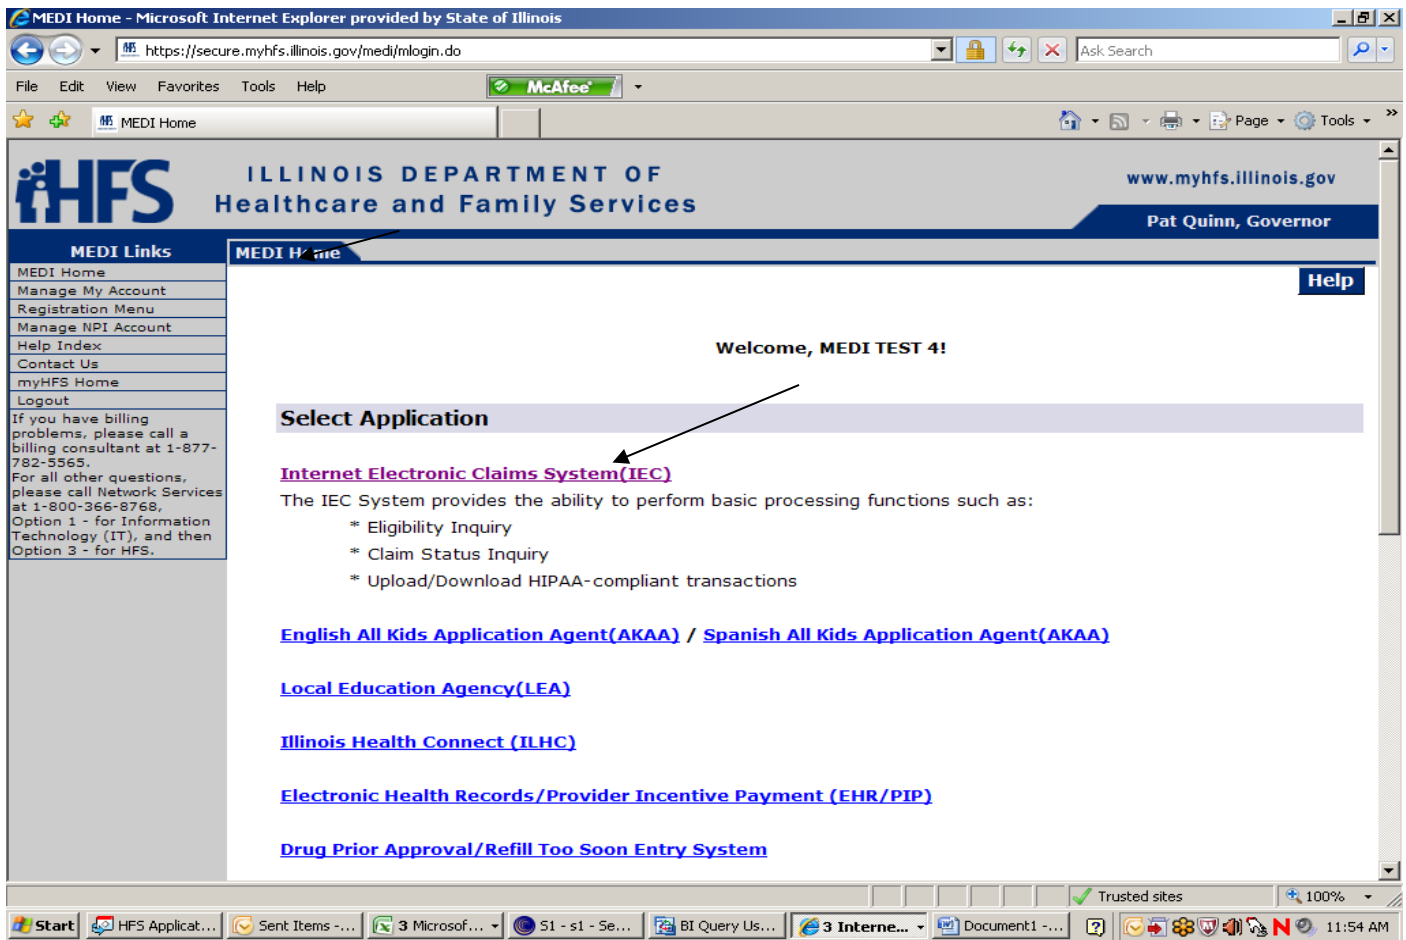 MEDI Home - Microsoft Internet Explorer provided by State of Illinois
https://secure.myhfs.illinois.gov/medi/mlogin.do
Ask Search
File Edit View Favorites Tools Help
McAfee
MEDI Home
Page Tools
HFS
ILLINOIS DEPARTMENT OF
Healthcare and Family Services
www.myhfs.illinois.gov
Pat Quinn, Governor
MEDI Links
MEDI Home
Manage My Account
Registration Menu
Manage NPI Account
Help Index
Contact Us
myHFS Home
Logout
If you have billing
problems, please call a
billing consultant at 1-877-
782-5565.
For all other questions,
please call Network Services
at 1-800-366-8768,
Option 1 - for Information
Technology (IT), and then
Option 3 - for HFS.
MEDI Home
Help
Welcome, MEDI TEST 4!
Select Application
Internet Electronic Claims System(IEC)
The IEC System provides the ability to perform basic processing functions such as:
* Eligibility Inquiry
* Claim Status Inquiry
* Upload/Download HIPAA-compliant transactions
English All Kids Application Agent(AKAA) / Spanish All Kids Application Agent(AKAA)
Local Education Agency(LEA)
Illinois Health Connect (ILHC)
Electronic Health Records/Provider Incentive Payment (EHR/PIP)
Drug Prior Approval/Refill Too Soon Entry System
Trusted sites
100%
Start
HFS Applicat...
Sent Items -...
3 Microsof...
S1 - s1 - Se...
BI Query Us...
3 Interne...
Document1 -...
11:54 AM